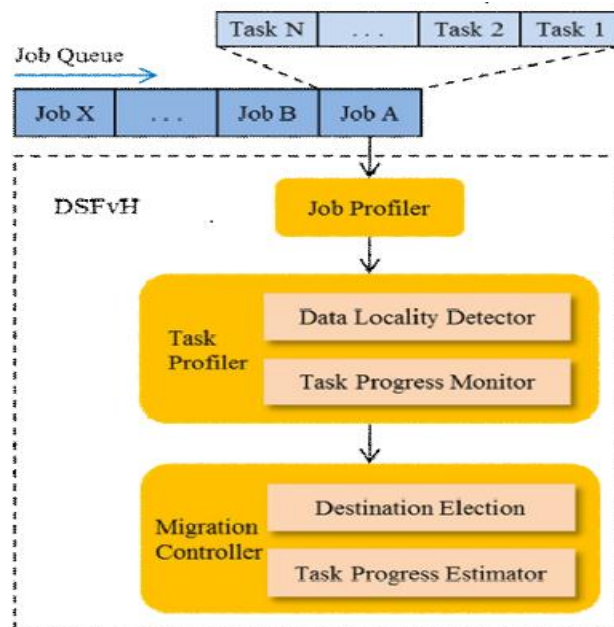 Task N
. . .
Task 2
Task 1
Job Queue
Job X
. . .
Job B
Job A
DSFvH
Job Profiler
Task
Profiler
Data Locality Detector
Task Progress Monitor
Migration
Controller
Destination Election
Task Progress Estimator